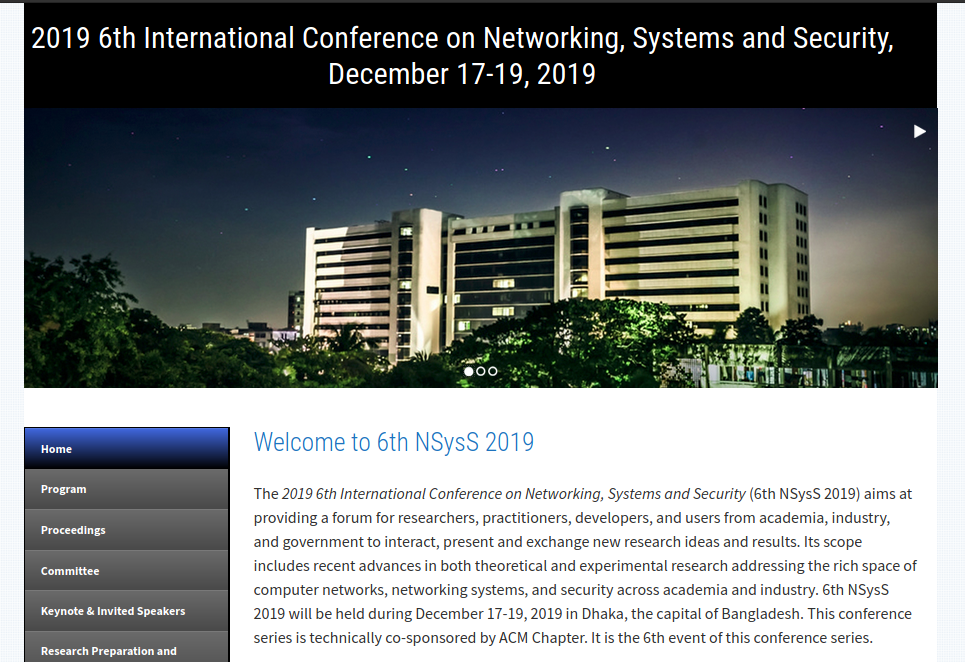 2019 6th International Conference on Networking, Systems and Security,
December 17-19, 2019
Home
Program
Proceedings
Committee
Keynote & Invited Speakers
Research Preparation and
Welcome to 6th NSysS 2019
The 2019 6th International Conference on Networking, Systems and Security (6th NSysS 2019) aims at
providing a forum for researchers, practitioners, developers, and users from academia, industry,
and government to interact, present and exchange new research ideas and results. Its scope
includes recent advances in both theoretical and experimental research addressing the rich space of
computer networks, networking systems, and security across academia and industry. 6th NSysS
2019 will be held during December 17-19, 2019 in Dhaka, the capital of Bangladesh. This conference
series is technically co-sponsored by ACM Chapter. It is the 6th event of this conference series.